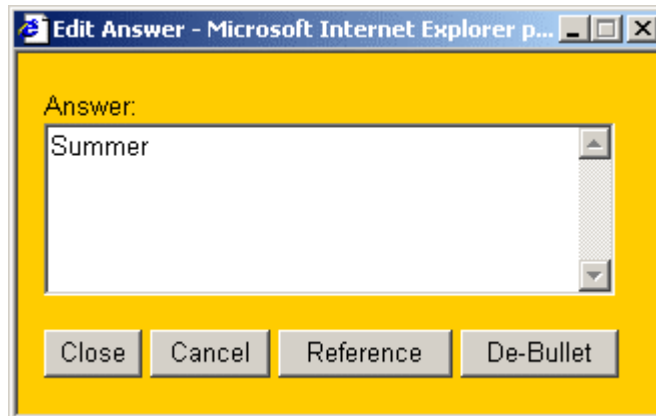 Edit Answer - Microsoft Internet Explorer p...
Answer:
Summer
Close Cancel Reference De-Bullet